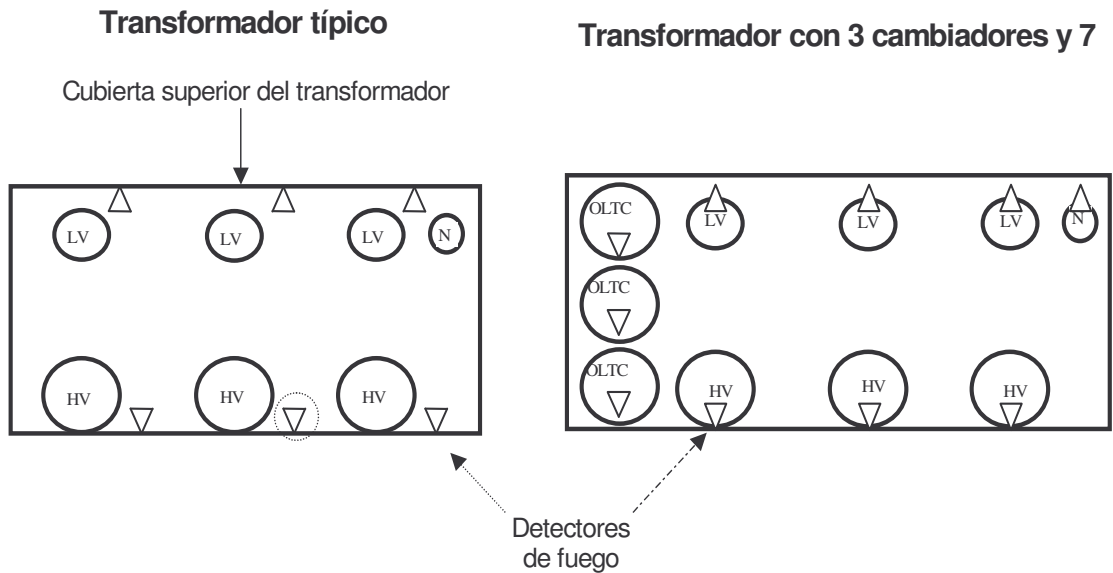 Transformador típico
Transformador con 3 cambiadores y 7
Cubierta superior del transformador
LV
LV
LV
N
HV
HV
HV
OLTC
LV
LV
LV
N
OLTC
OLTC
HV
HV
HV
Detectores
de fuego